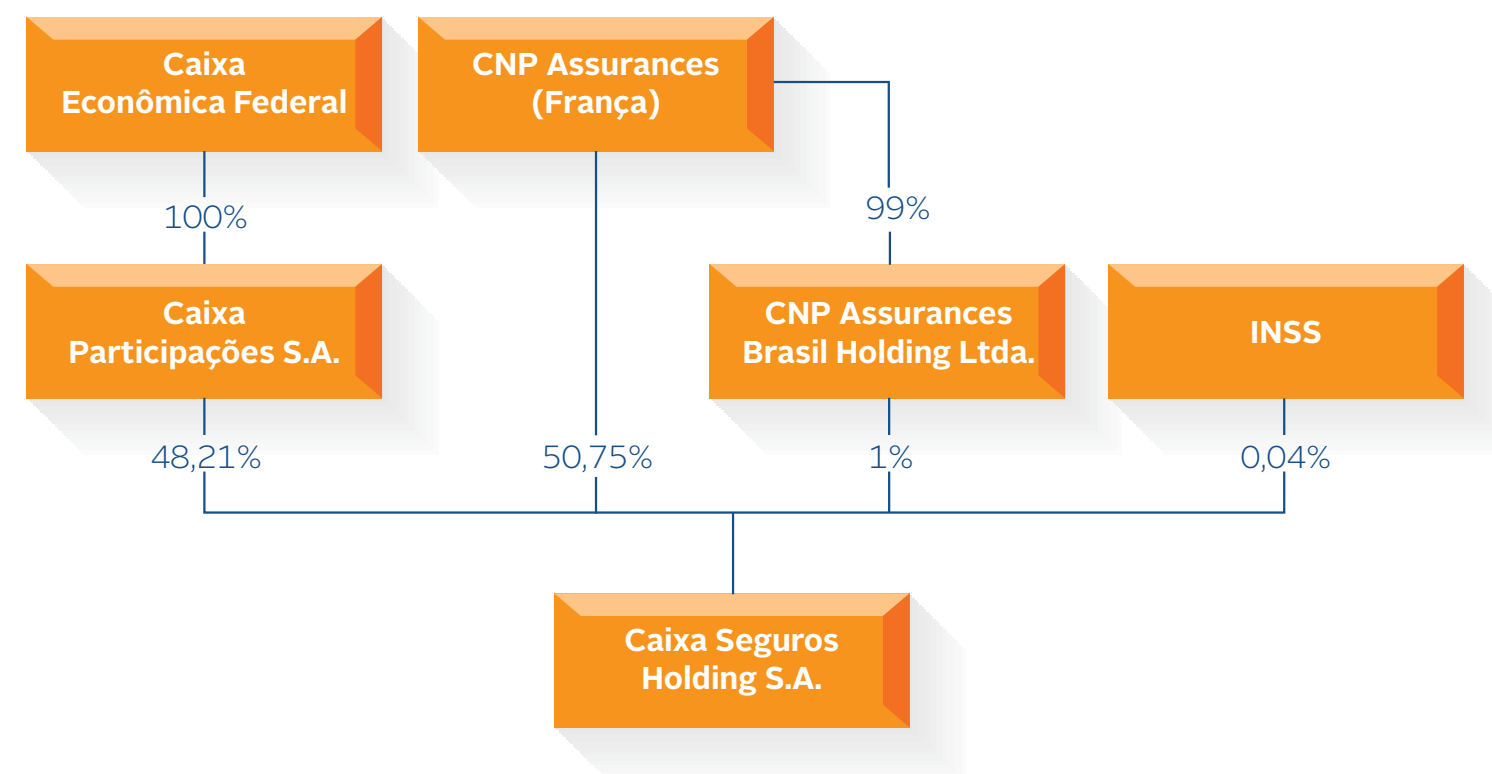 Caixa
Econômica Federal
CNP Assurances
(França)
100%
99%
Caixa
Participações S.A.
CNP Assurances
Brasil Holding Ltda.
INSS
48,21%
50,75%
1%
0,04%
Caixa Seguros
Holding S.A.